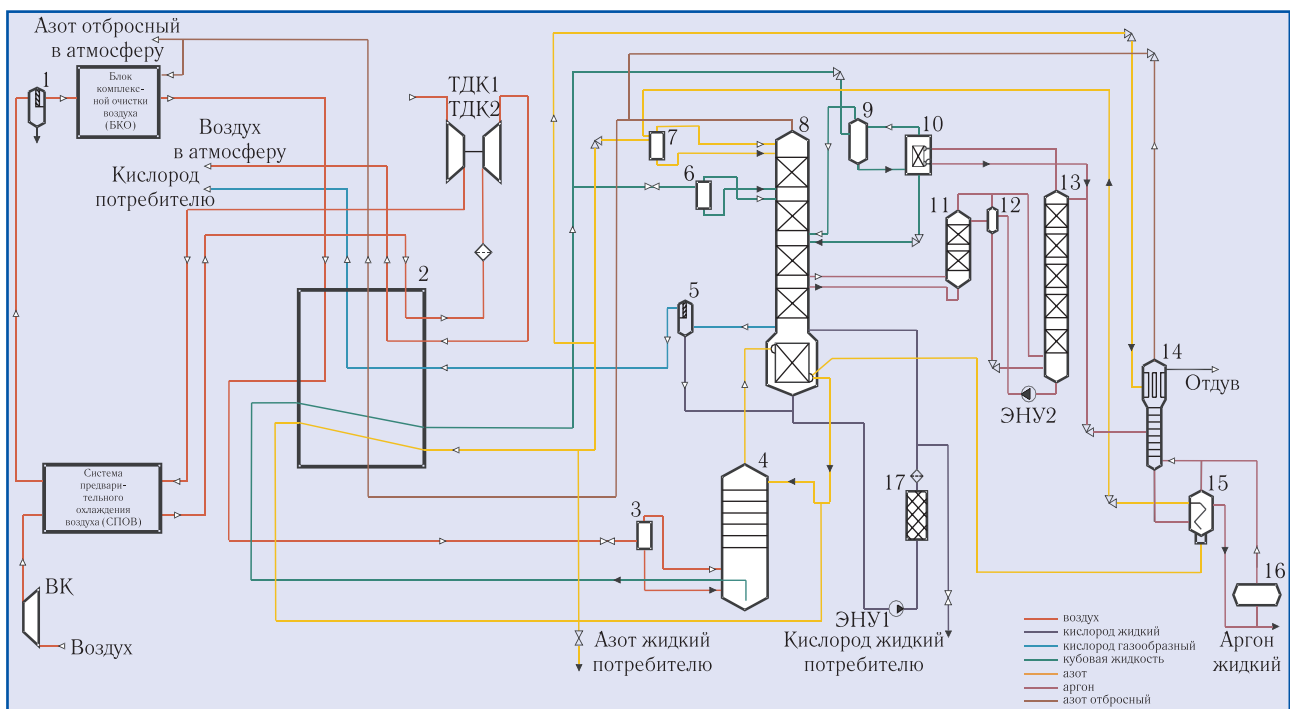 Азот отбросный
в атмосферу
1
Блок
комплекс-
ной очистки
воздуха
(БКО)
ТДК1
ТДК2
Воздух
в атмосферу
Кислород
потребителю
2
Система
предвари-
тельного
охлаждения
воздуха (СПОВ)
ВК
Воздух
3
4
5
6
7
8
9
10
11
12
13
14
Отдув
ЭНУ2
15
16
17
ЭНУ1
Азот жидкий
потребителю
Кислород жидкий
потребителю
Аргон
жидкий
воздух
кислород жидкий
кислород газообразный
кубовая жидкость
азот
аргон
азот отбросный